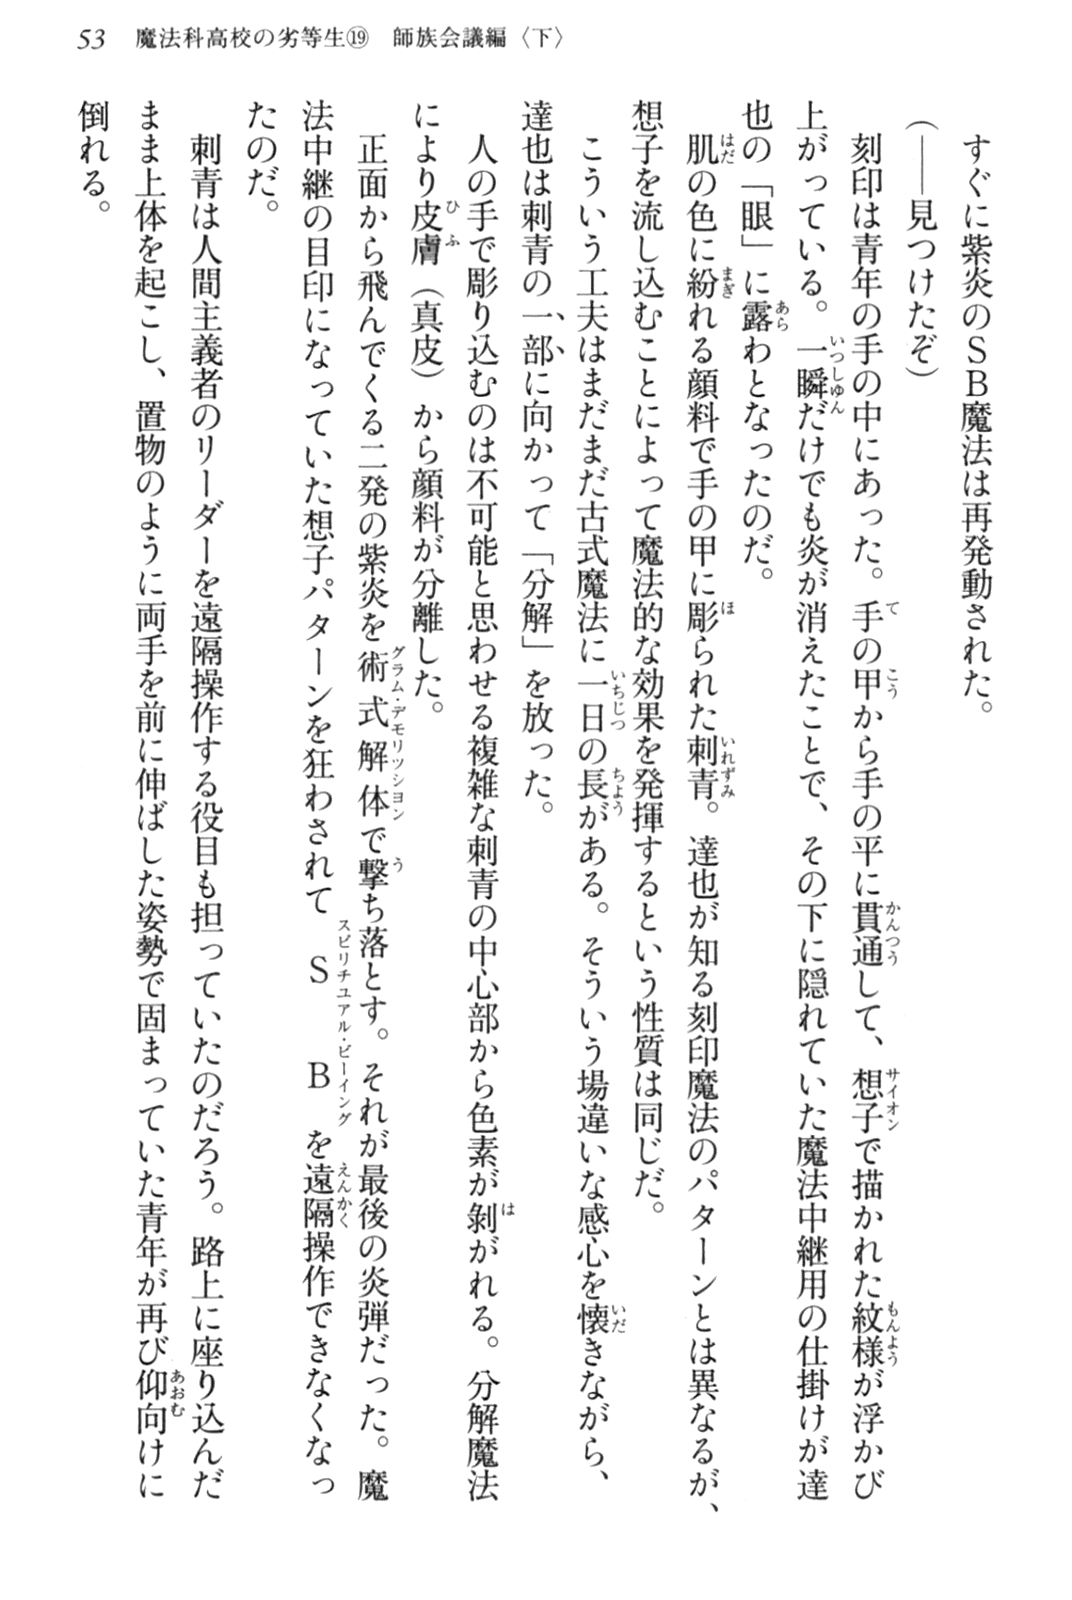 53 魔法科高校の劣等生⑲ 師族会議編〈下〉
すぐに紫炎のSB魔法は再発動された。
(――見つけたぞ)
刻印は青年の手の中にあった。手の甲から手の平に貫通して、想子で描かれた紋様が浮かび
上がっている。一瞬だけでも炎が消えたことで、その下に隠れていた魔法中継用の仕掛けが達
也の「眼」に露わとなったのだ。
肌の色に紛れる顔料で手の甲に彫られた刺青。達也が知る刻印魔法のパターンとは異なるが、
想子を流し込むことによって魔法的な効果を発揮するという性質は同じだ。
こういう工夫はまだまだ古式魔法に一日の長がある。そういう場違いな感心を懐きながら、
達也は刺青の一部に向かって「分解」を放った。
人の手で彫り込むのは不可能と思わせる複雑な刺青の中心部から色素が剝がれる。分解魔法
により皮膚(真皮)から顔料が分離した。
正面から飛んでくる二発の紫炎を術式解体で撃ち落とす。それが最後の炎弾だった。魔
法中継の目印になっていた想子パターンを狂わされてSBを遠隔操作できなくなっ
たのだ。
刺青は人間主義者のリーダーを遠隔操作する役目も担っていたのだろう。路上に座り込んだ
まま上体を起こし、置物のように両手を前に伸ばした姿勢で固まっていた青年が再び仰向けに
倒れる。